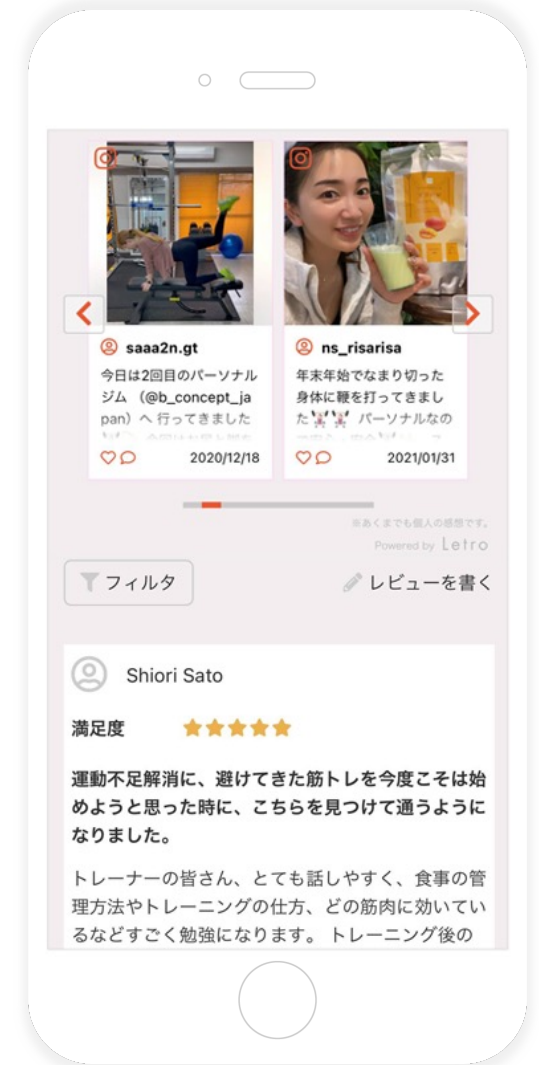 saaa2n.gt
今日は2回目のパーソナル
ジム （@b_concept_ja
pan）へ 行ってきました
2020/12/18
ns_risarisa
年末年始でなまり切った
身体に鞭を打ってきまし
た🏋🏋 パーソナルなの
2021/01/31
※あくまでも個人の感想です。
Powered by Letro
フィルタ
レビューを書く
Shiori Sato
満足度 ★★★★★
運動不足解消に、避けてきた筋トレを今度こそは始
めようと思った時に、こちらを見つけて通うように
なりました。
トレーナーの皆さん、とても話しやすく、食事の管
理方法やトレーニングの仕方、どの筋肉に効いてい
るなどすごく勉強になります。 トレーニング後の